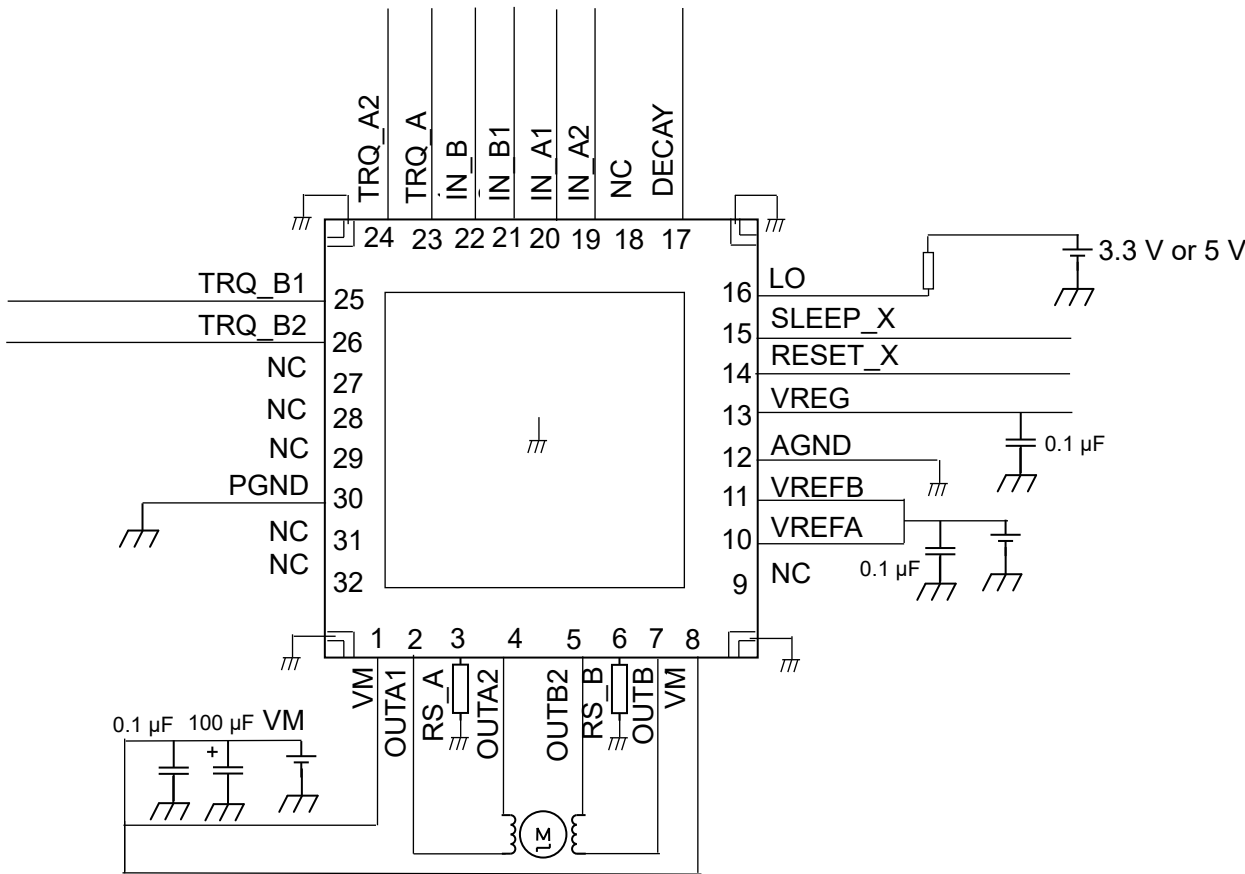 TRQ_A2
TRQ_A
IN_B
IN_B1
IN_A1
IN_A2
NC
DECAY
24
23
22
21
20
19
18
17
TRQ_B1
25
TRQ_B2
26
NC
27
NC
28
NC
29
PGND
30
NC
31
NC
32
16
LO
3.3 V or 5 V
15
SLEEP_X
14
RESET_X
13
VREG
0.1 µF
12
AGND
11
VREFB
10
VREFA
0.1 µF
9
NC
1
2
3
4
5
6
7
8
VM
OUTA1
RS_A
OUTA2
OUTB2
RS_B
OUTB
VM
0.1 µF
100 µF
VM
+
M